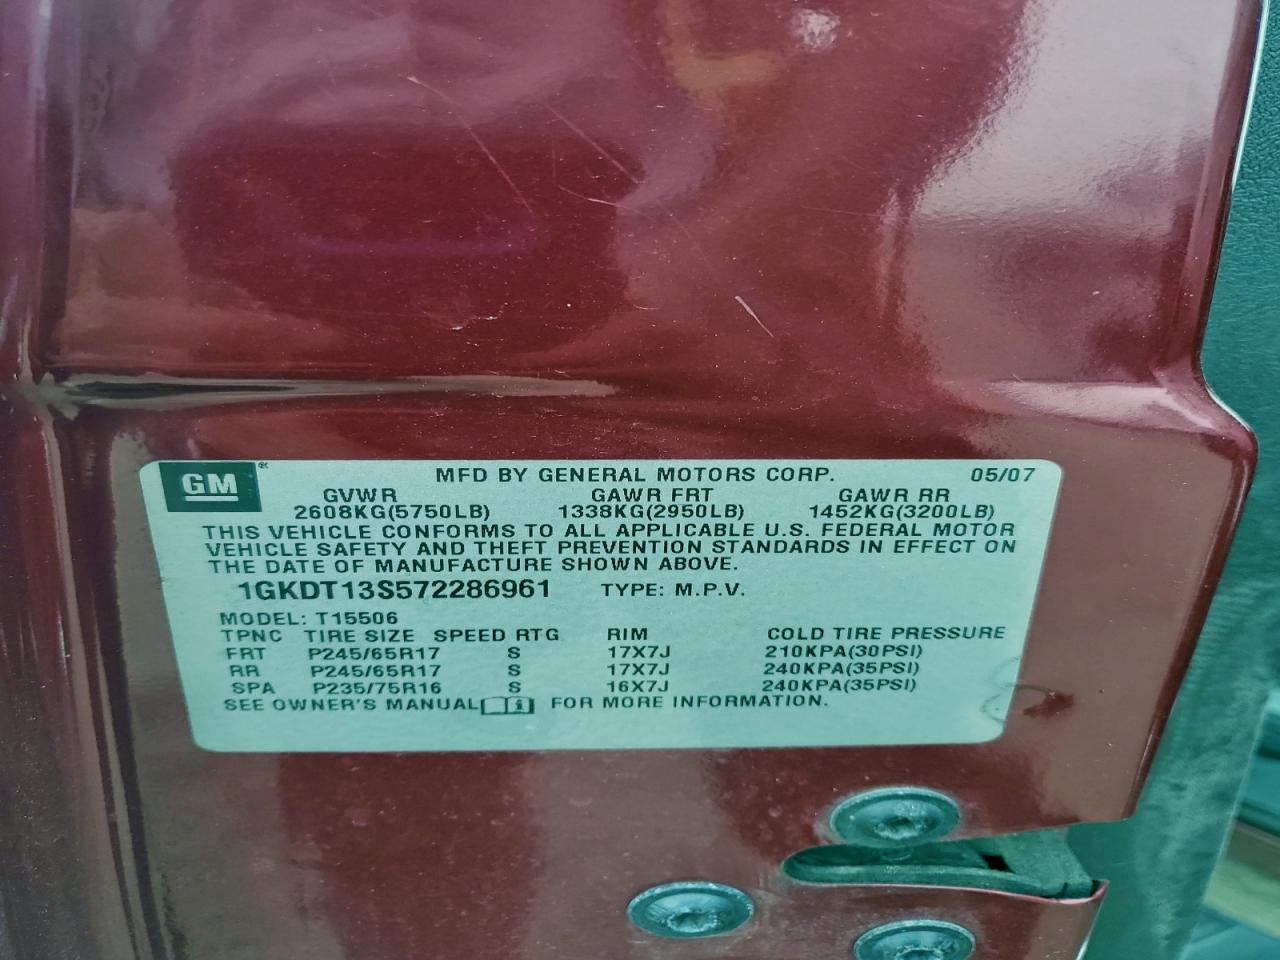 GM ® MFD BY GENERAL MOTORS CORP. 05/07
GVWR GAWR FRT GAWR RR
2608KG(5750LB) 1338KG(2950LB) 1452KG(3200LB)
THIS VEHICLE CONFORMS TO ALL APPLICABLE U.S. FEDERAL MOTOR
VEHICLE SAFETY AND THEFT PREVENTION STANDARDS IN EFFECT ON
THE DATE OF MANUFACTURE SHOWN ABOVE.
1GKDT13S572286961 TYPE: M.P.V.
MODEL: T15506
TPNC TIRE SIZE SPEED RTG RIM COLD TIRE PRESSURE
FRT P245/65R17 S 17X7J 210KPA(30PSI)
RR P245/65R17 S 17X7J 240KPA(35PSI)
SPA P235/75R16 S 16X7J 240KPA(35PSI)
SEE OWNER'S MANUAL i FOR MORE INFORMATION.